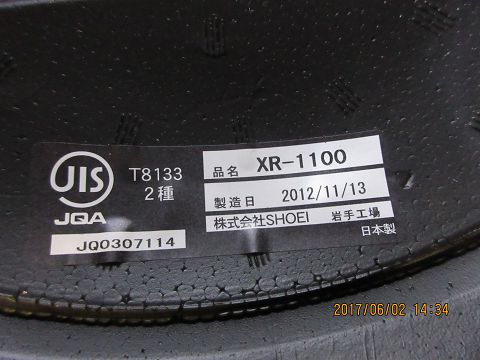 JIS
JQA
JQ0307114
T8133
2種
品名 XR-1100
製造日 2012/11/13
株式会社SHOEI 岩手工場
日本製
2017/06/02 14:34